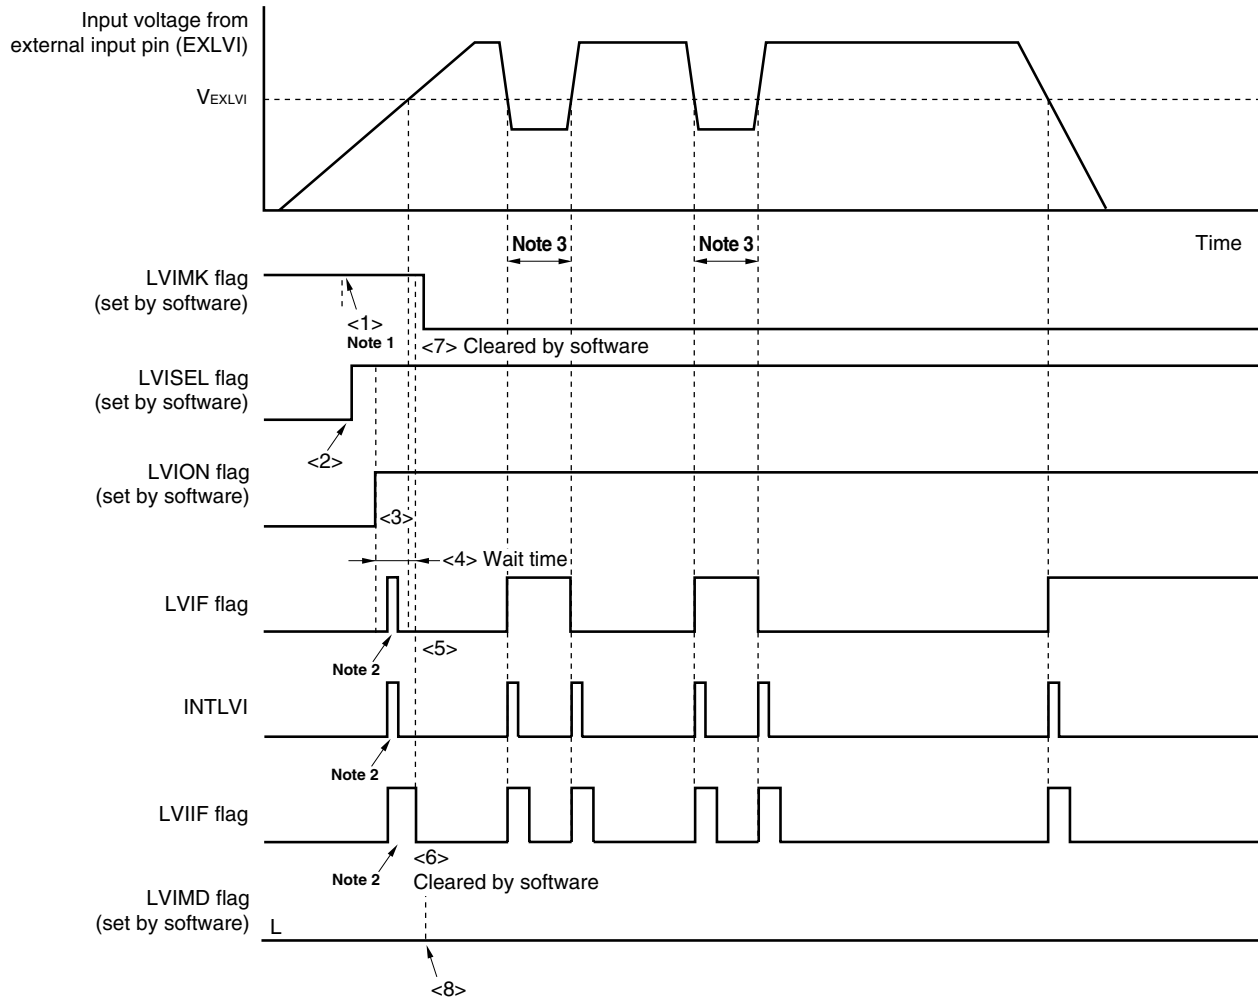 Input voltage from
external input pin (EXLVI)
VEXLVI
Time
Note 3
Note 3
LVIMK flag
(set by software)
<1>
Note 1
<7> Cleared by software
LVISEL flag
(set by software)
<2>
LVION flag
(set by software)
<3>
<4> Wait time
LVIF flag
Note 2
<5>
INTLVI
Note 2
LVIIF flag
Note 2
<6>
Cleared by software
LVIMD flag
(set by software)
L
<8>